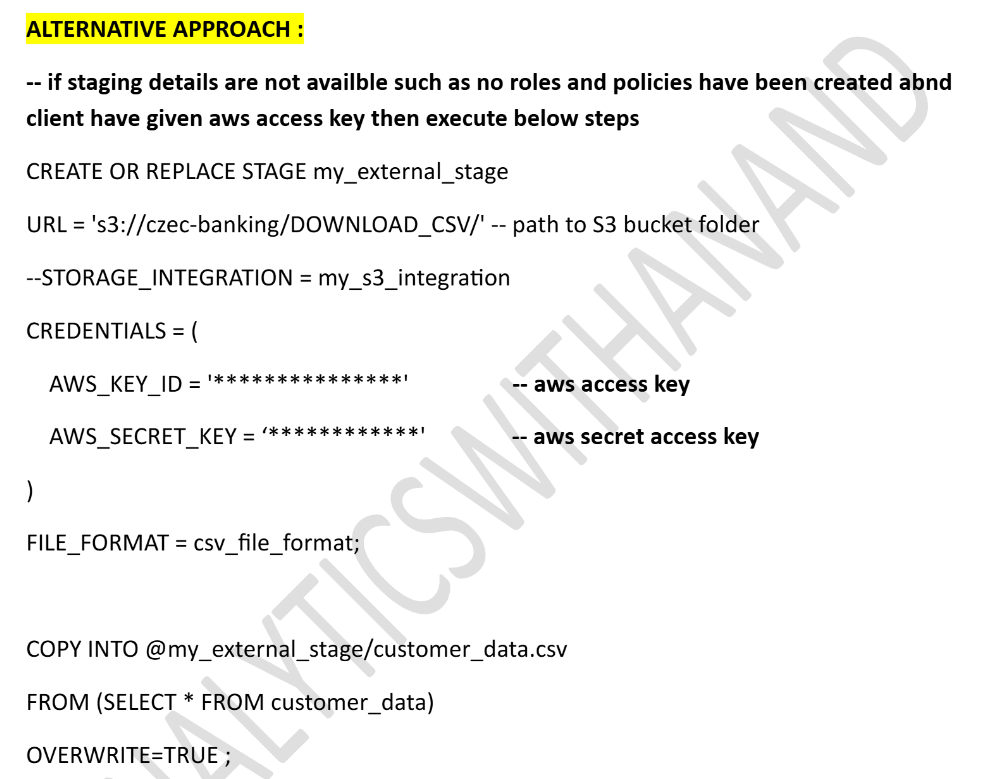 ALTERNATIVE APPROACH :
-- if staging details are not availble such as no roles and policies have been created abnd
client have given aws access key then execute below steps
CREATE OR REPLACE STAGE my_external_stage
URL = 's3://czec-banking/DOWNLOAD_CSV/' -- path to S3 bucket folder
--STORAGE_INTEGRATION = my_s3_integration
CREDENTIALS = (
AWS_KEY_ID = '***************' -- aws access key
AWS_SECRET_KEY = ‘************' -- aws secret access key
)
FILE_FORMAT = csv_file_format;
COPY INTO @my_external_stage/customer_data.csv
FROM (SELECT * FROM customer_data)
OVERWRITE=TRUE ;
ALYTICSWITHANAND